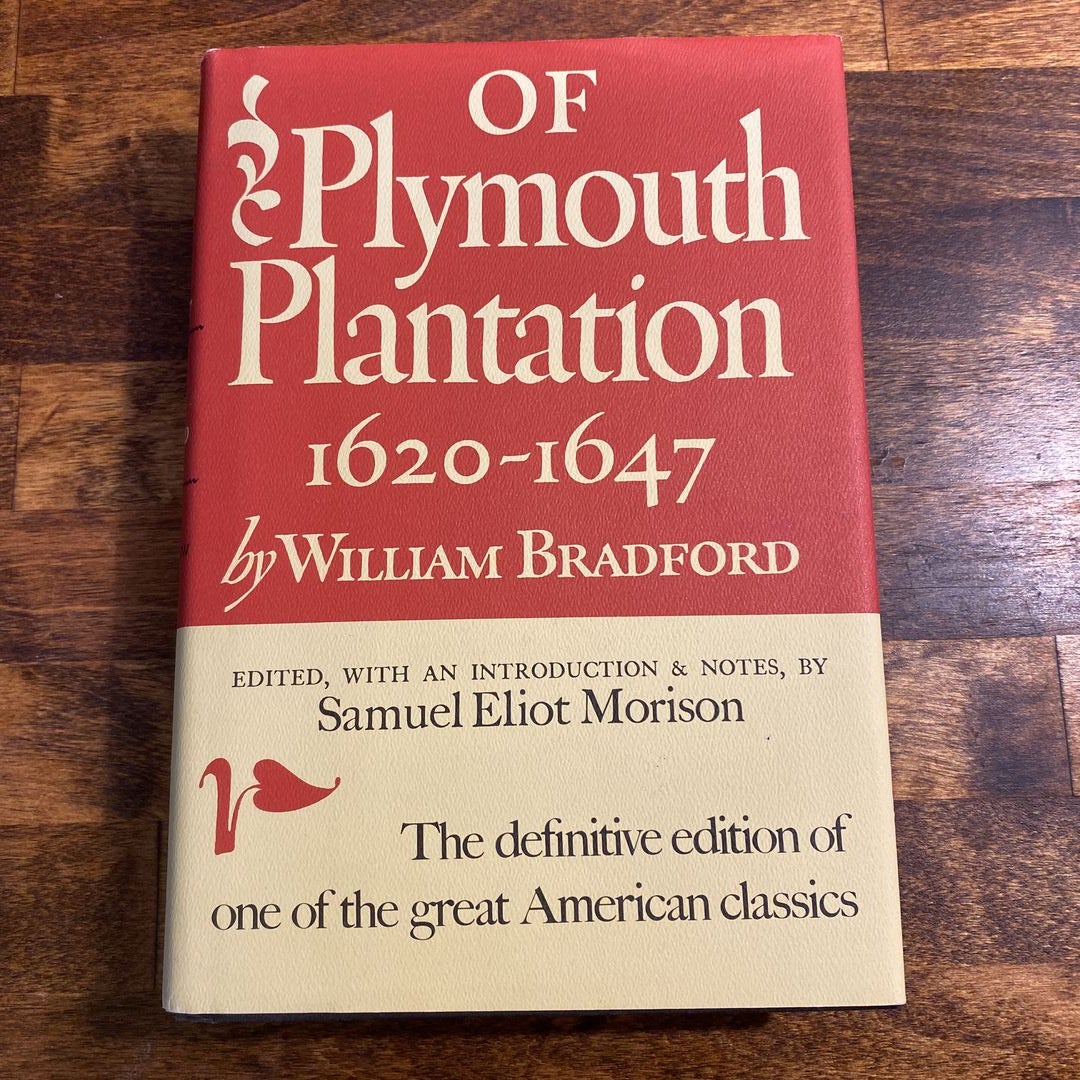 OF
Plymouth
Plantation
1620-1647
by WILLIAM BRADFORD
EDITED, WITH AN INTRODUCTION & NOTES, BY
Samuel Eliot Morison
The definitive edition of
one of the great American classics